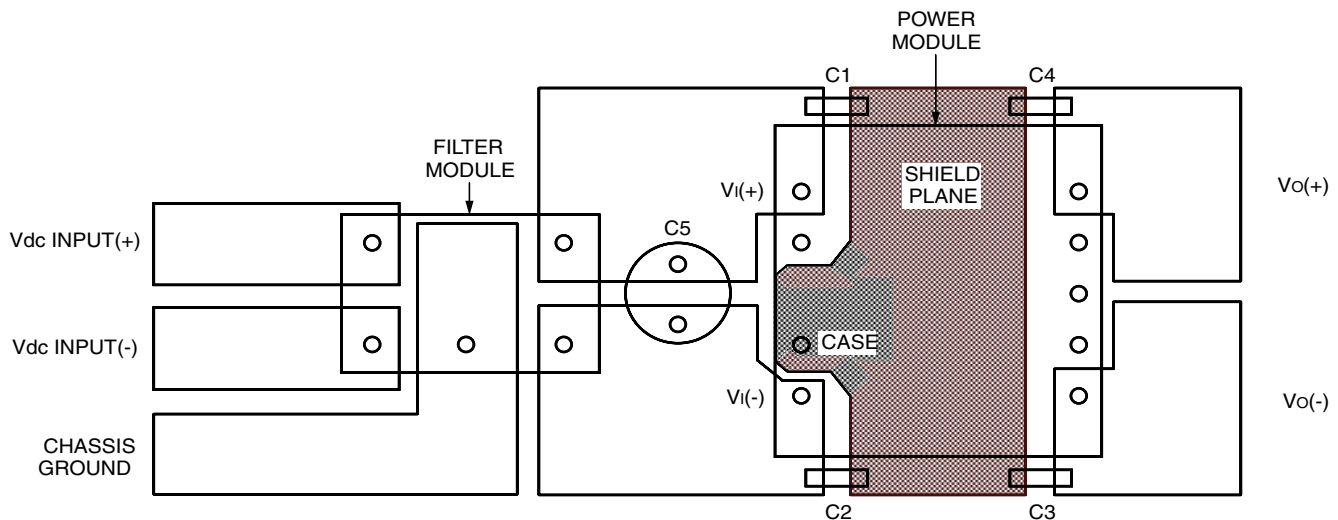 POWER
MODULE
C1
C4
FILTER
MODULE
SHIELD
PLANE
VI(+)
VO(+)
C5
Vdc INPUT(+)
Vdc INPUT(-)
CASE
VI(-)
VO(-)
CHASSIS
GROUND
C2
C3